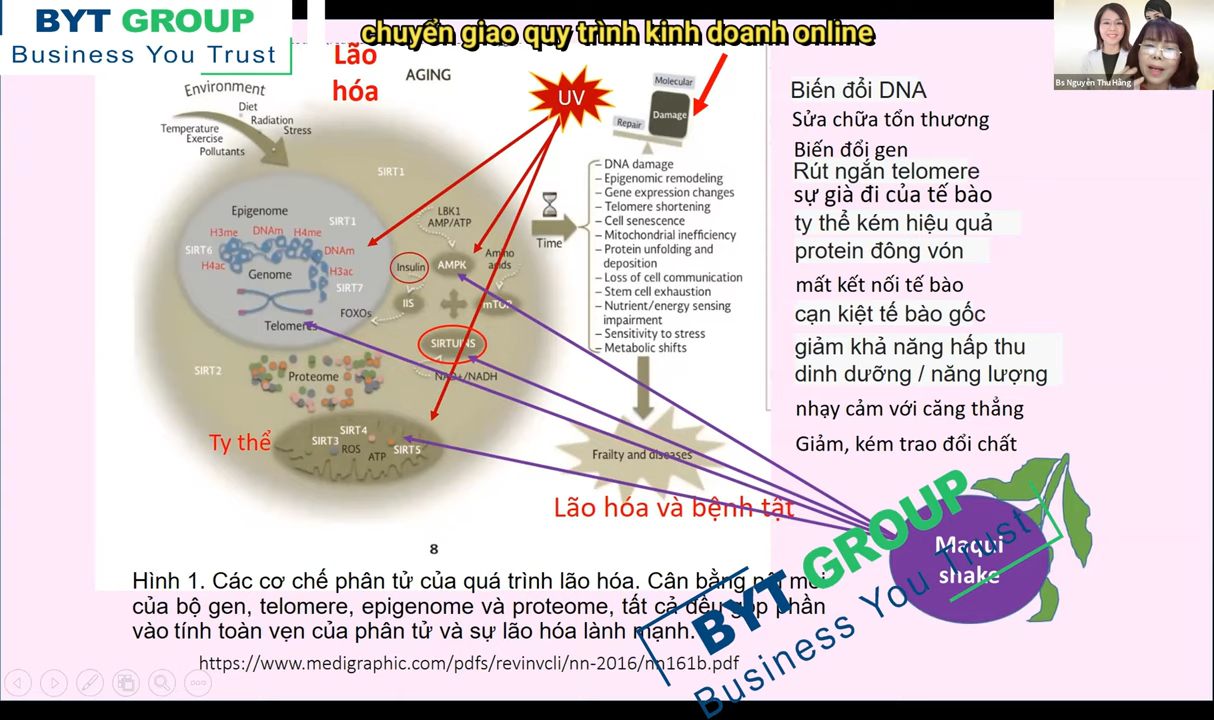 BYT GROUP
Business You Trust
chuyển giao quy trình kinh doanh online
Bs Nguyễn Thu Hằng
Lão
hóa
AGING
UV
Molecular
Damage
Repair
Environment
Diet
Radiation
Stress
Temperature
Exercise
Pollutants
SIRT1
Epigenome
SIRT1
H3me
DNAm
H4me
SIRT6
DNAm
H4ac
Genome
H3ac
SIRT7
Telomeres
FOXOs
LBK1
AMP/ATP
Insulin
AMPK
Amino
IIS
mTOR
SIRTUINS
NAD+/NADH
SIRT2
Proteome
Ty thể
SIRT4
SIRT3
ROS
ATP
SIRT5
Time
– DNA damage
– Epigenomic remodeling
– Gene expression changes
– Telomere shortening
– Cell senescence
– Mitochondrial inefficiency
– Protein unfolding and
deposition
– Loss of cell communication
– Stem cell exhaustion
– Nutrient/energy sensing
impairment
– Sensitivity to stress
– Metabolic shifts
Frailty and diseases
Lão hóa và bệnh tật
Biến đổi DNA
Sửa chữa tổn thương
Biến đổi gen
Rút ngắn telomere
sự già đi của tế bào
ty thể kém hiệu quả
protein đông vón
mất kết nối tế bào
cạn kiệt tế bào gốc
giảm khả năng hấp thu
dinh dưỡng / năng lượng
nhạy cảm với căng thẳng
Giảm, kém trao đổi chất
Maqui
shake
BYT GROUP
Business You Trust
8
Hình 1. Các cơ chế phân tử của quá trình lão hóa. Cân bằng nội môi
của bộ gen, telomere, epigenome và proteome, tất cả đều góp phần
vào tính toàn vẹn của phân tử và sự lão hóa lành mạnh.
https://www.medigraphic.com/pdfs/revinvcli/nn-2016/nn161b.pdf